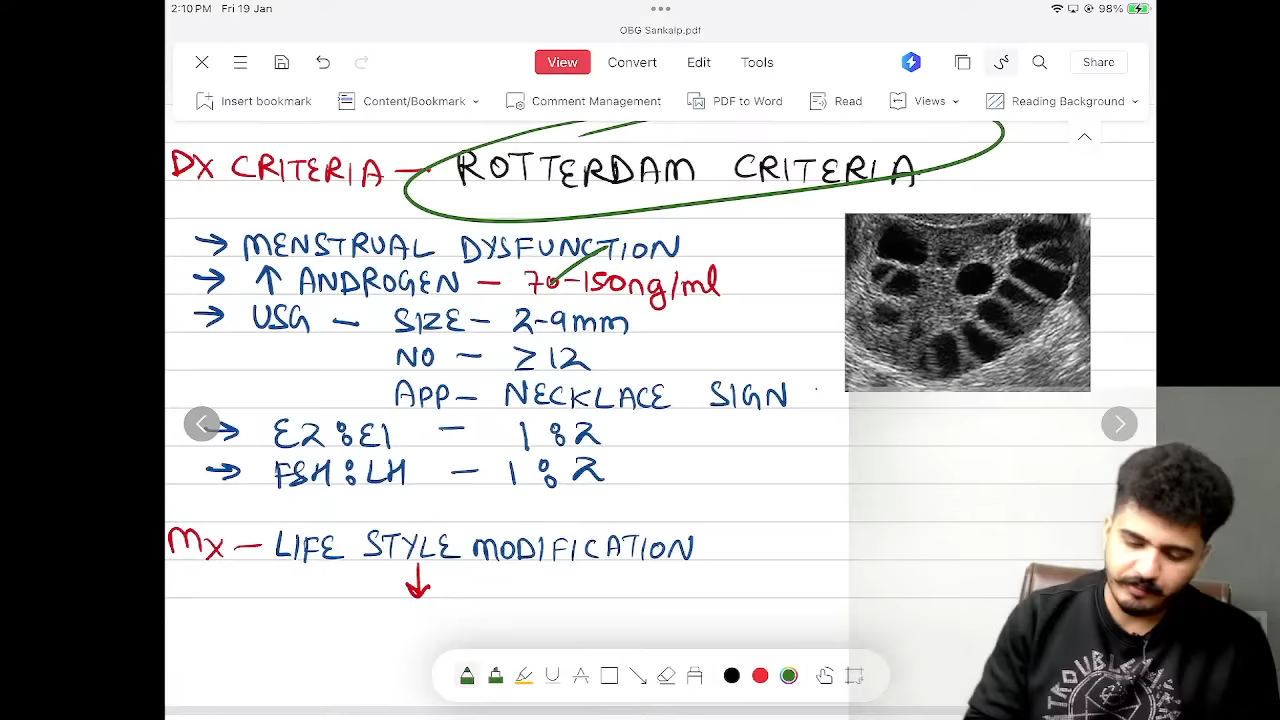 2:10 PM Fri 19 Jan
98%
OBG Sankalp.pdf
View Convert Edit Tools Share
Insert bookmark Content/Bookmark Comment Management PDF to Word Read Views Reading Background
DX CRITERIA — ROTTERDAM CRITERIA
→ MENSTRUAL DYSFUNCTION
→ ↑ ANDROGEN — 70-150ng/ml
→ USG — SIZE — 2-9mm
NO — ≥12
APP — NECKLACE SIGN
→ E2:E1 — 1:2
→ FSH:LH — 1:2
Mx — LIFE STYLE MODIFICATION
↓